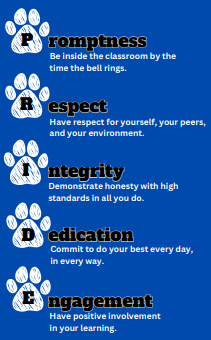 Promptness
Be inside the classroom by the
time the bell rings.
Respect
Have respect for yourself, your peers,
and your environment.
Integrity
Demonstrate honesty with high
standards in all you do.
Dedication
Commit to do your best every day,
in every way.
Engagement
Have positive involvement
in your learning.